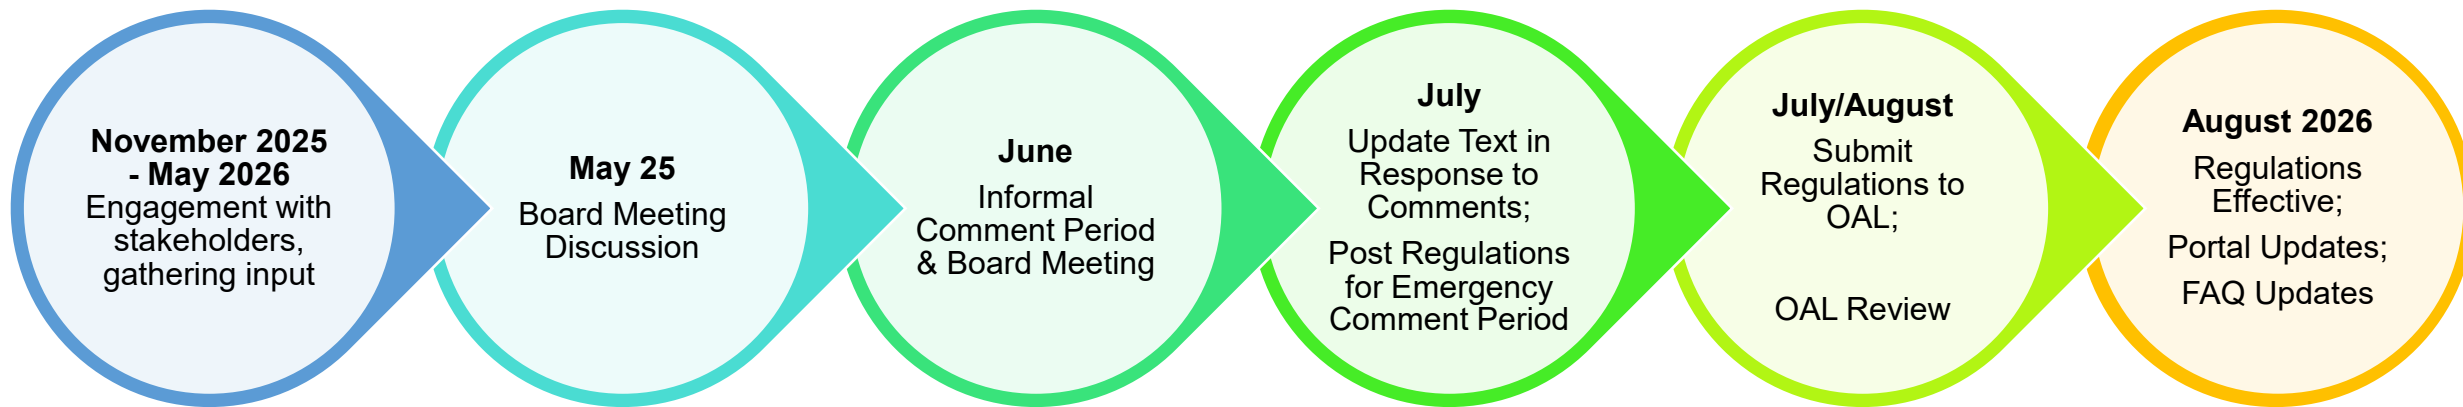 November 2025
- May 2026
Engagement with
stakeholders,
gathering input
May 25
Board Meeting
Discussion
June
Informal
Comment Period
& Board Meeting
July
Update Text in
Response to
Comments;
Post Regulations
for Emergency
Comment Period
July/August
Submit
Regulations to
OAL;
OAL Review
August 2026
Regulations
Effective;
Portal Updates;
FAQ Updates